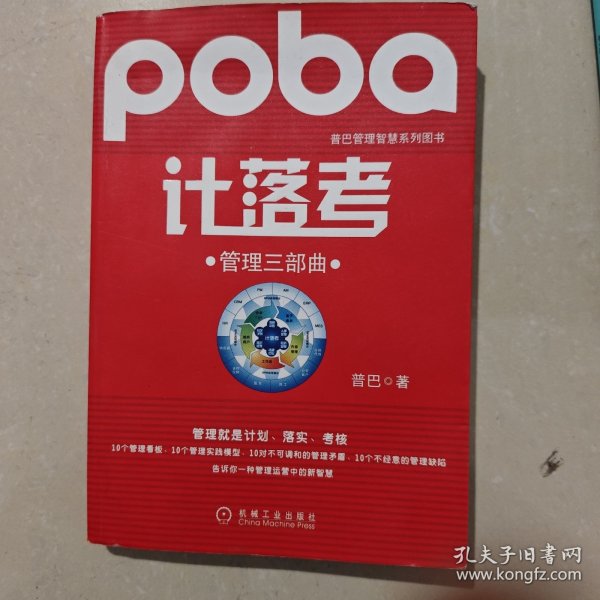 poba
普巴管理智慧系列图书
计落考
•管理三部曲•
计落考
普巴◎著
管理就是计划、落实、考核
10个管理看板、10个管理实践模型、10对不可调和的管理矛盾、10个不经意的管理缺陷
告诉你一种管理运营中的新智慧
机械工业出版社
China Machine Press
孔夫子旧书网
www.kongfz.com